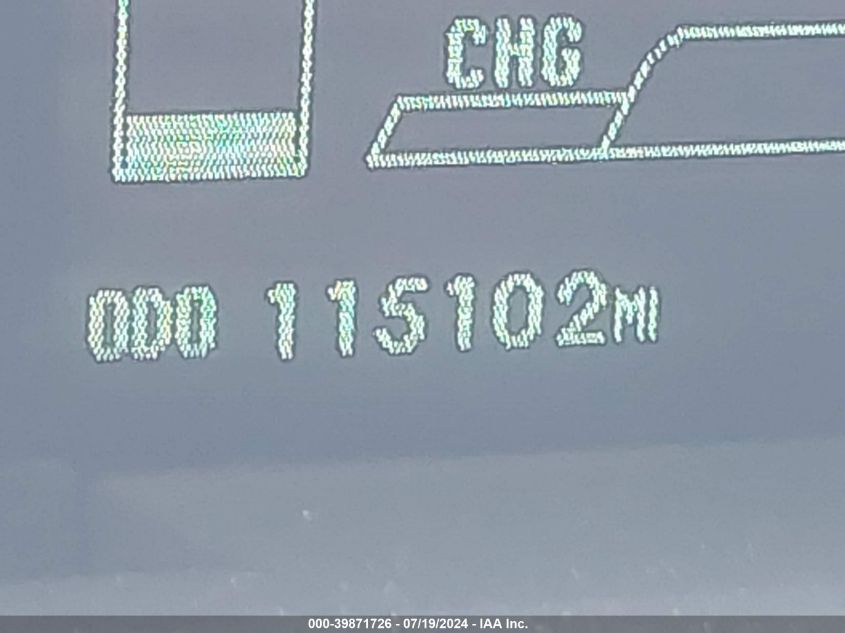 CHG
ODO 115102MI
000-39871726 - 07/19/2024 - IAA Inc.